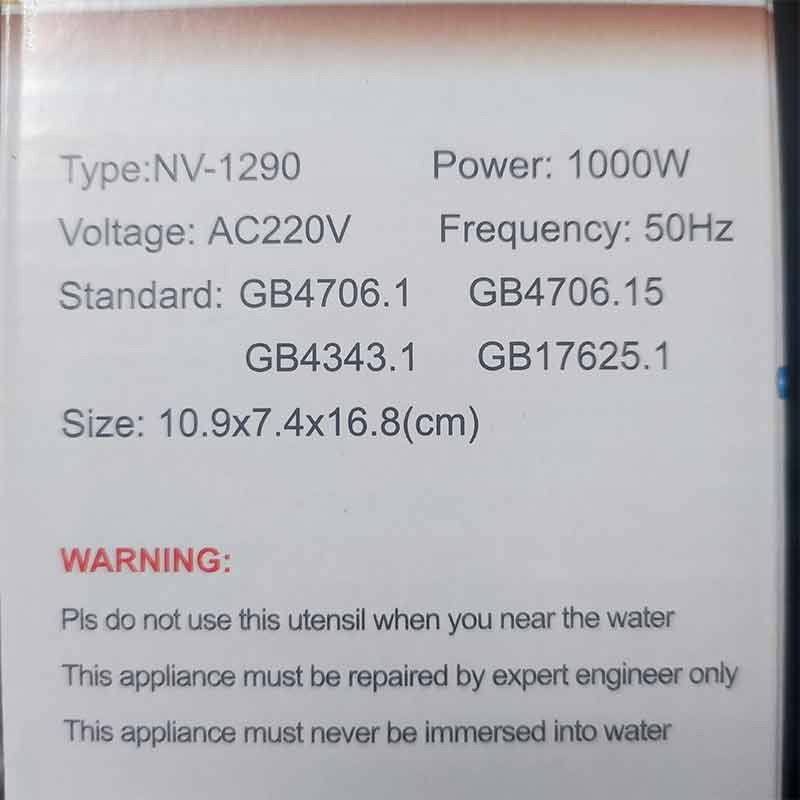 Type:NV-1290 Power: 1000W
Voltage: AC220V Frequency: 50Hz
Standard: GB4706.1 GB4706.15
GB4343.1 GB17625.1
Size: 10.9x7.4x16.8(cm)
WARNING:
Pls do not use this utensil when you near the water
This appliance must be repaired by expert engineer only
This appliance must never be immersed into water